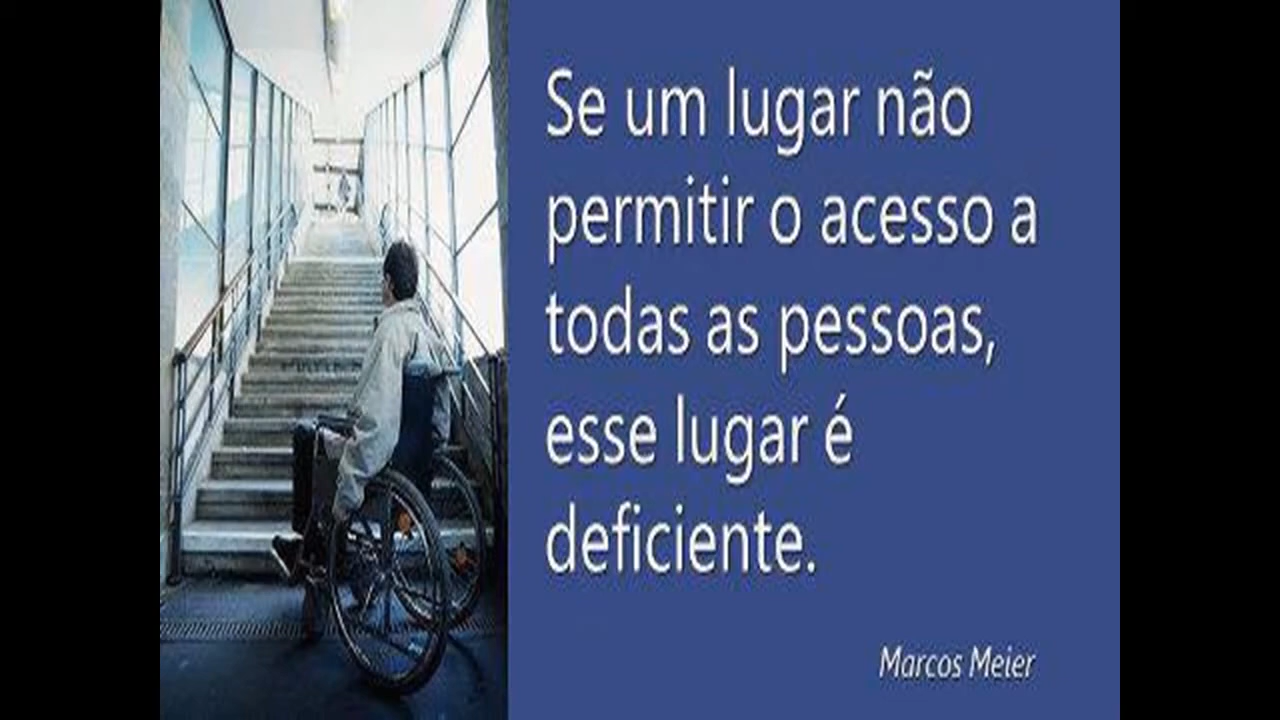 Se um lugar não
permitir o acesso a
todas as pessoas,
esse lugar é
deficiente.
Marcos Meier